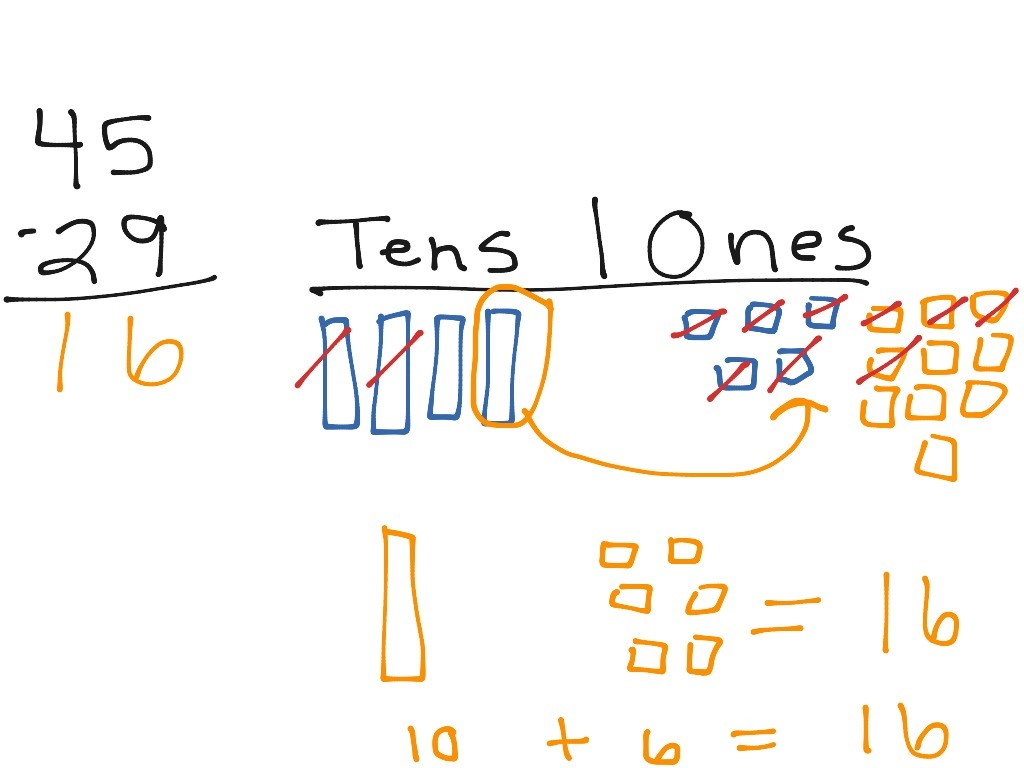 45
-29
16
Tens | Ones
= 16
10 + 6 = 16